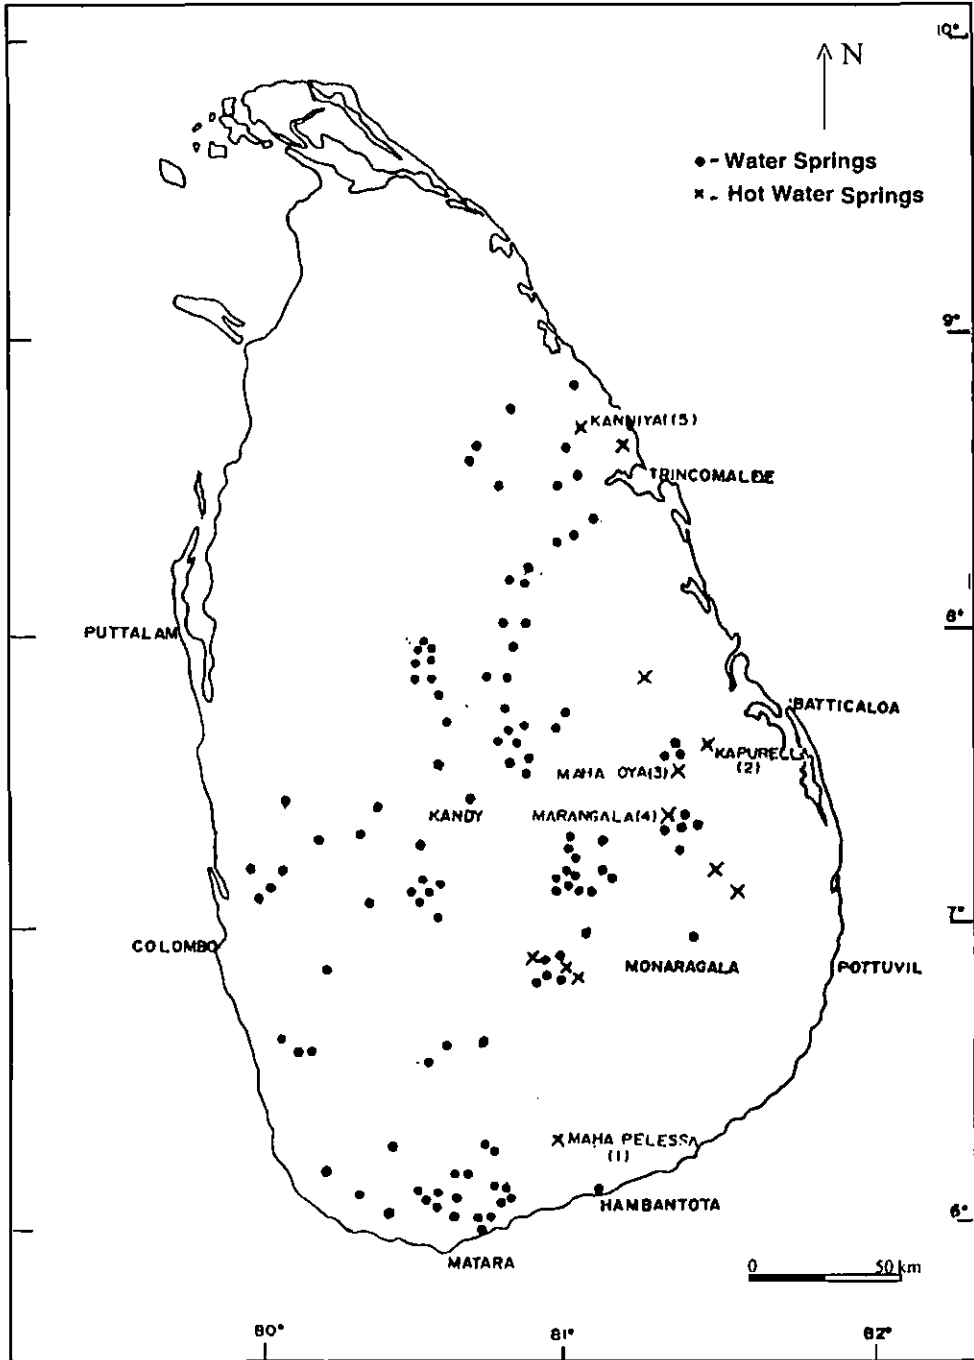 10°
N
●- Water Springs
×- Hot Water Springs
9°
KANNIYAI(5)
TRINCOMALEE
8°
PUTTALAM
BATTICALOA
KAPURELLA
(2)
MAHA OYA(3)
KANDY
MARANGALA(4)
7°
COLOMBO
MONARAGALA
POTTUVIL
MAHA PELESSA
(1)
HAMBANTOTA
6°
MATARA
0 50 km
80° 81° 82°